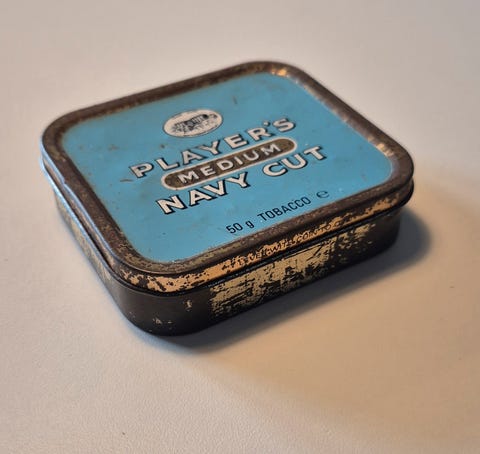 PLAYER'S
MEDIUM
NAVY CUT
50 g TOBACCO ℮